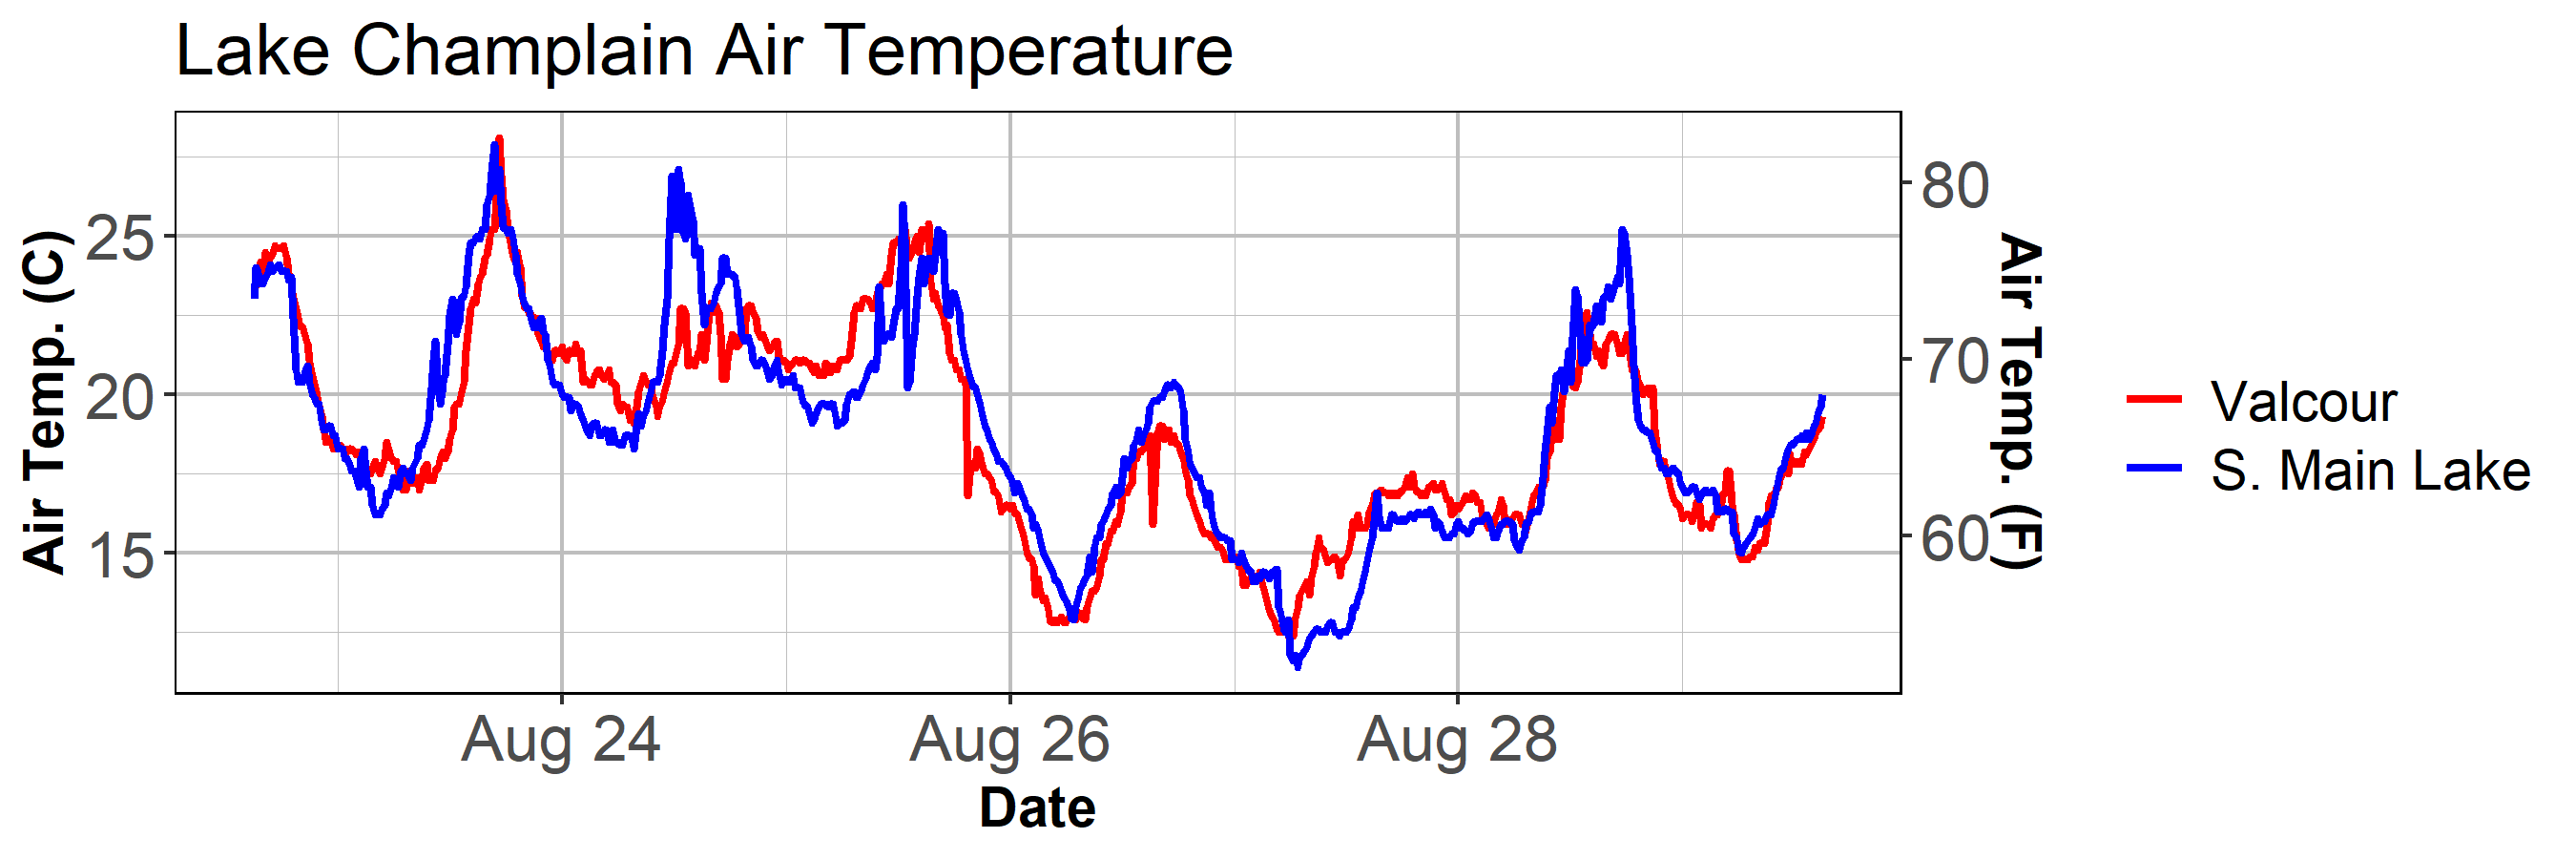 Lake Champlain Air Temperature
Air Temp. (C)
25
20
15
80
70
60
Air Temp. (F)
Aug 24
Aug 26
Aug 28
Date
Valcour
S. Main Lake